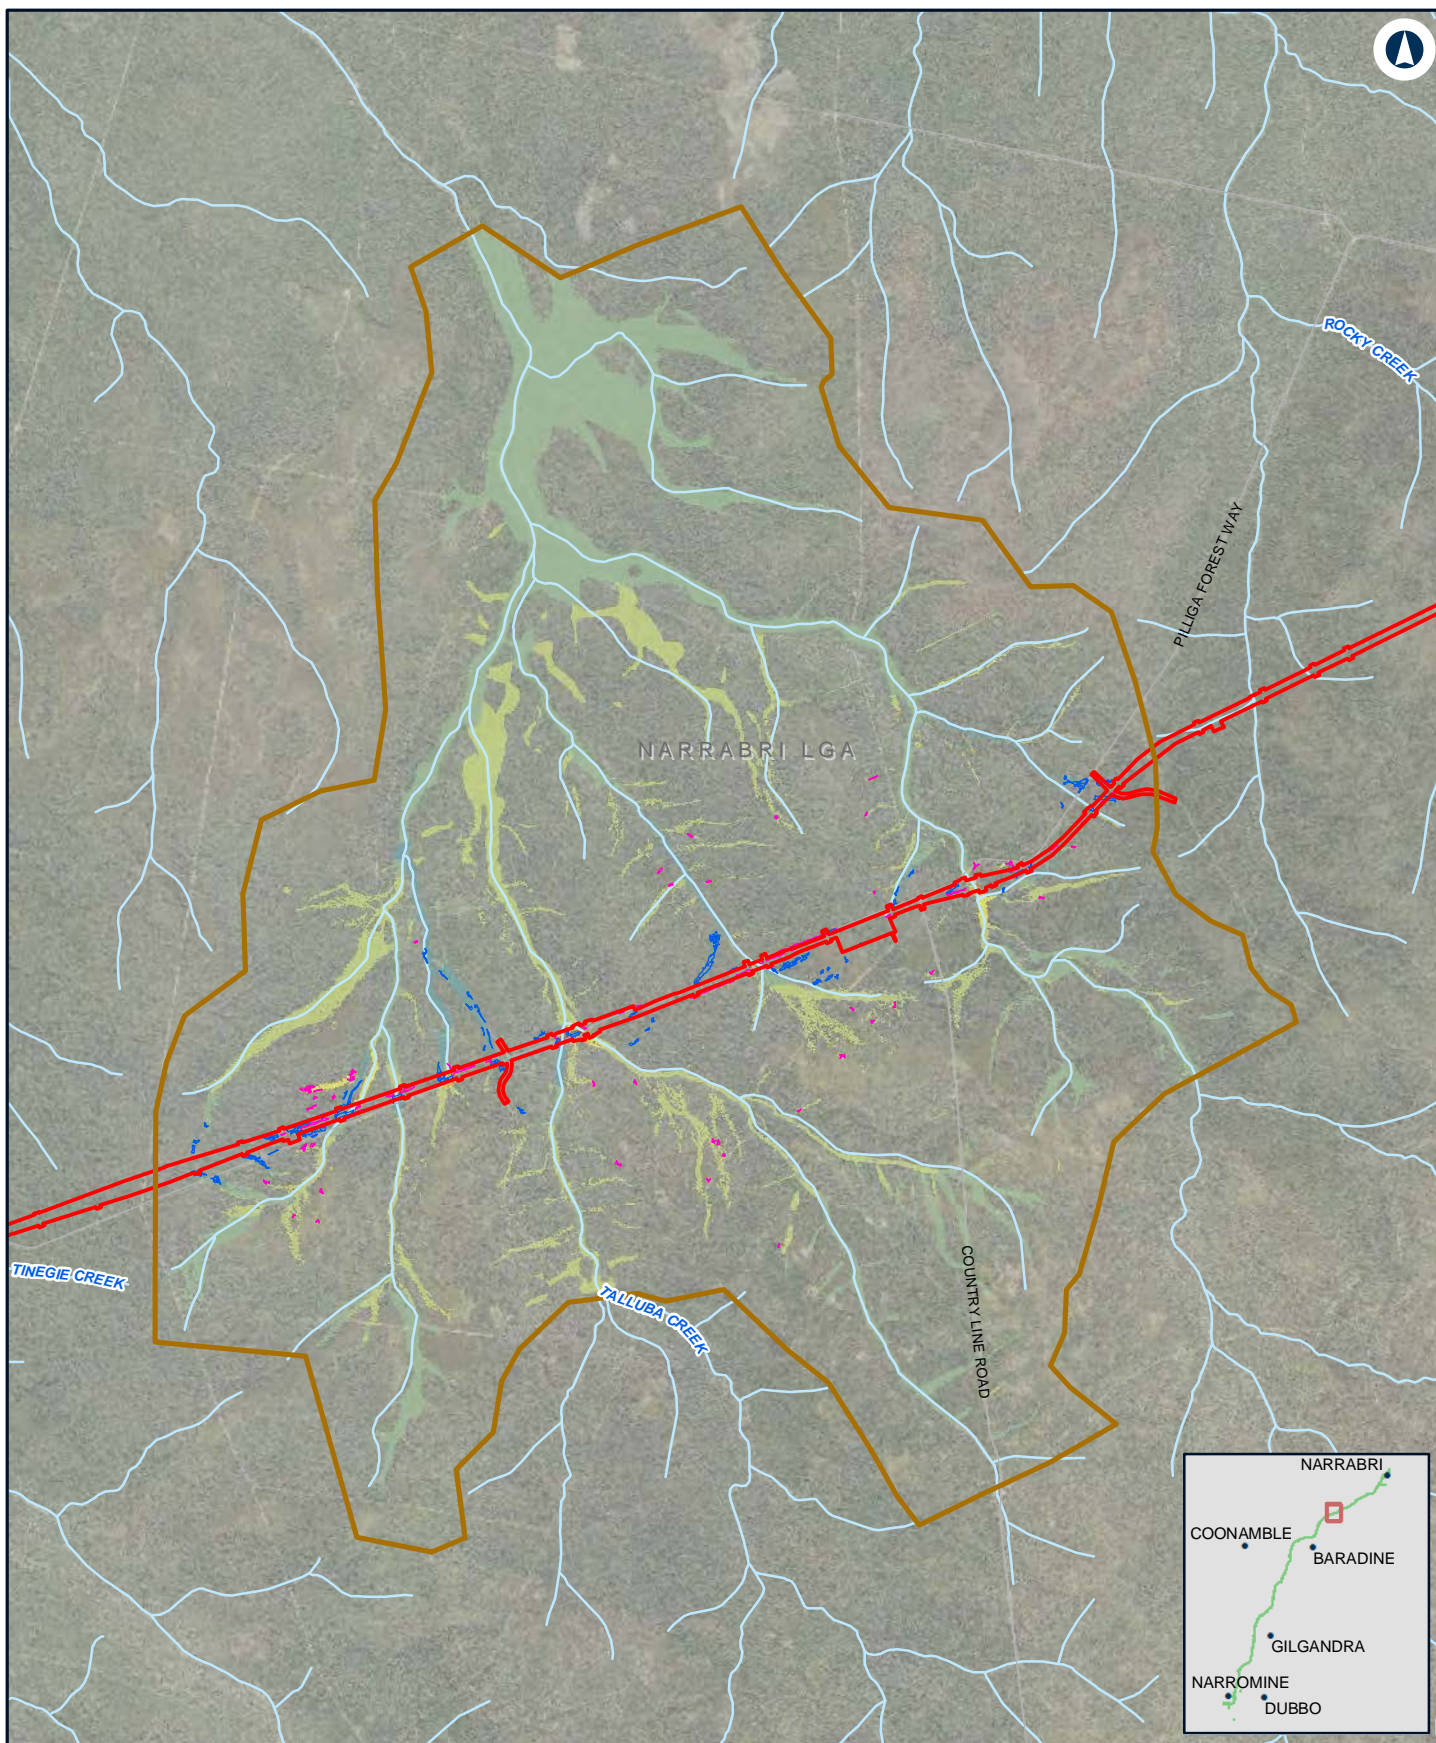 ROCKY CREEK
PILLIGA FOREST WAY
NARRABRI LGA
TINEGIE CREEK
TALLUBA CREEK
COUNTRY LINE ROAD
NARRABRI
COONAMBLE
BARADINE
GILGANDRA
NARROMINE
DUBBO